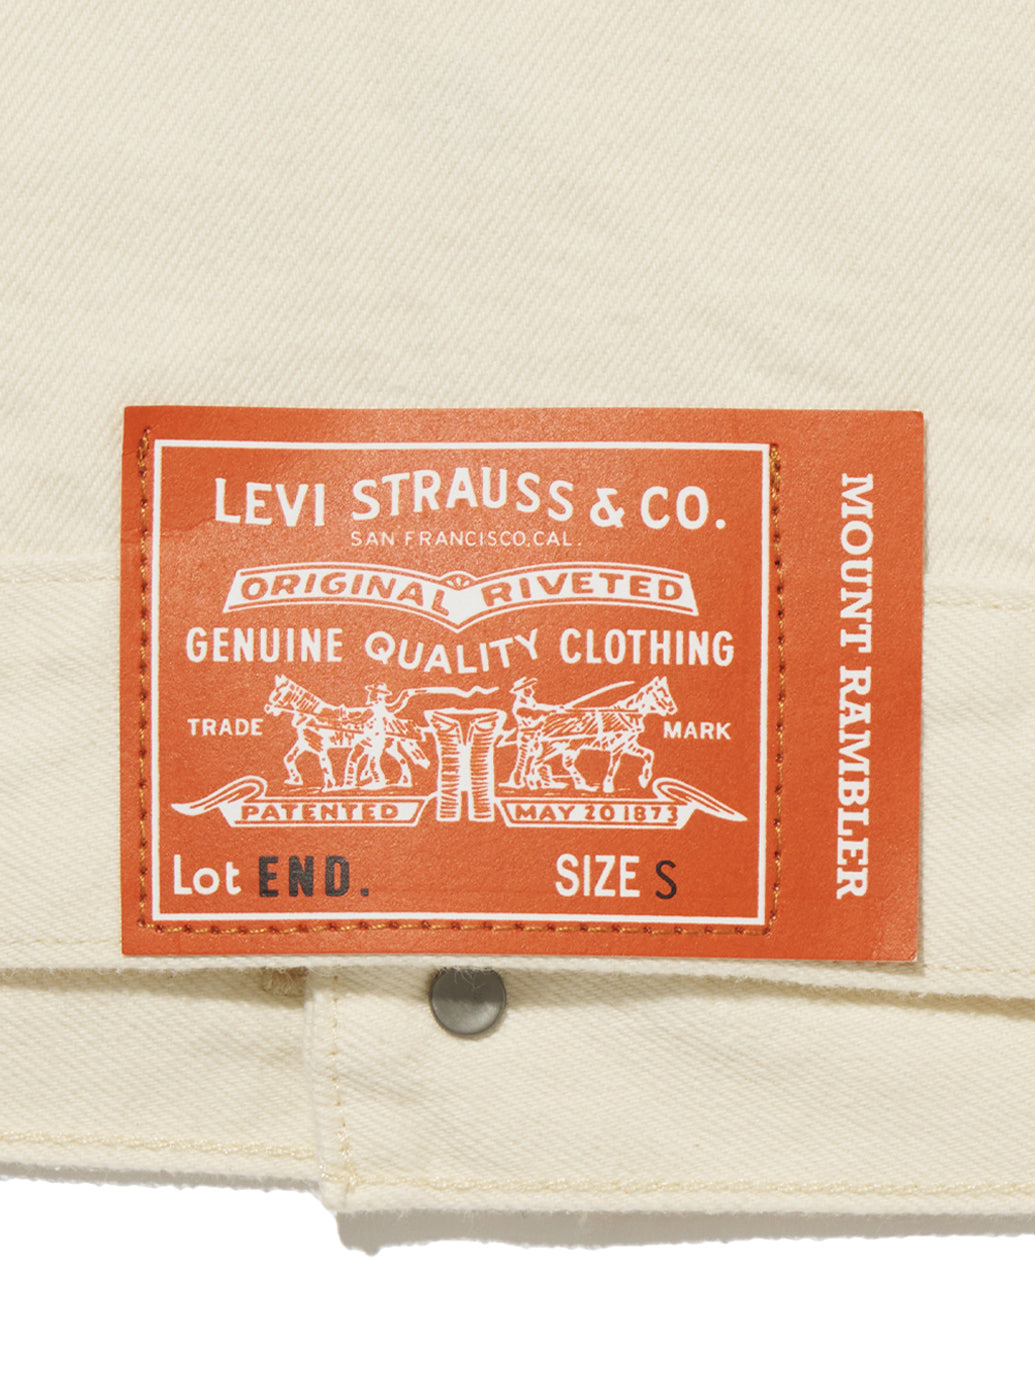 LEVI STRAUSS & CO.
SAN FRANCISCO, CAL.
ORIGINAL RIVETED
GENUINE QUALITY CLOTHING
TRADE MARK
PATENTED MAY 20 1873
Lot END. SIZE S
MOUNT RAMBLER